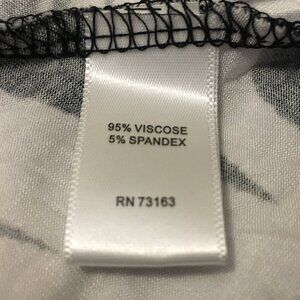 95% VISCOSE
5% SPANDEX
RN 73163